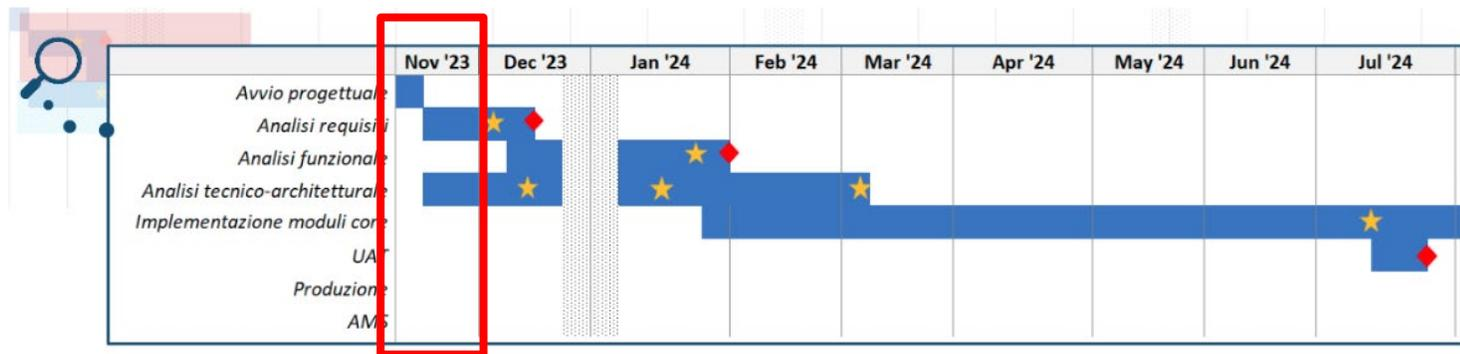 Nov '23 Dec '23 Jan '24 Feb '24 Mar '24 Apr '24 May '24 Jun '24 Jul '24
Avvio progettuale
Analisi requisiti
Analisi funzionale
Analisi tecnico-architetturale
Implementazione moduli core
UAT
Produzione
AMS